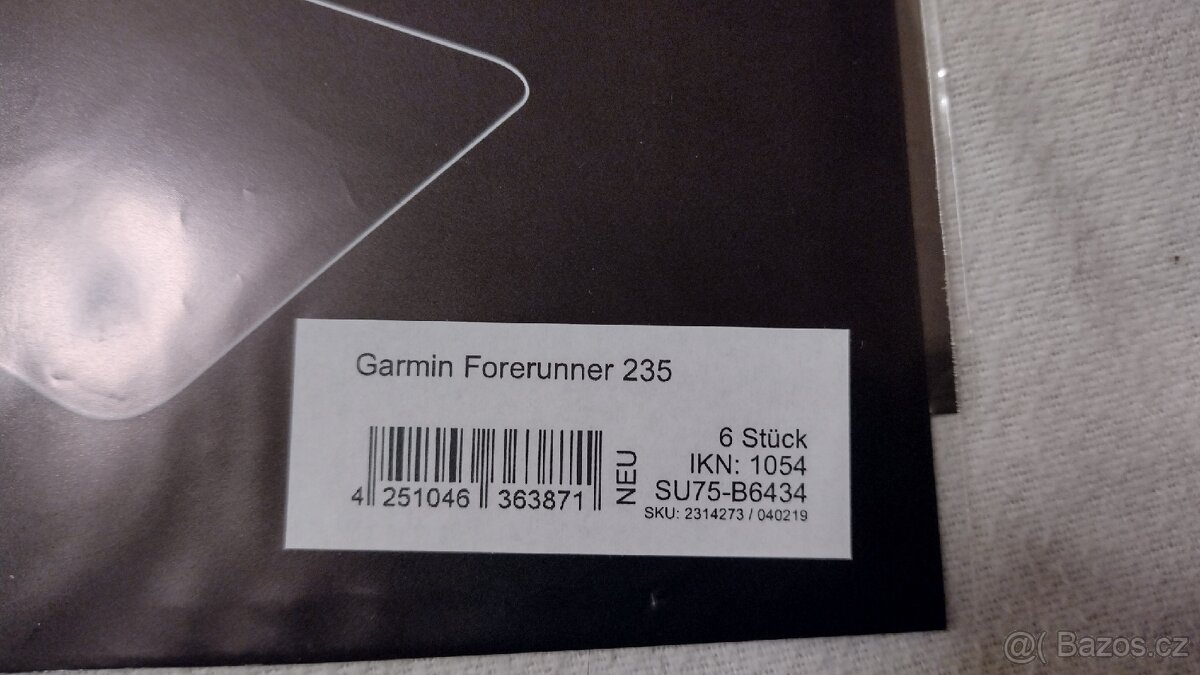 Garmin Forerunner 235
6 Stück
IKN: 1054
SU75-B6434
SKU: 2314273 / 040219
NEU
4 251046 363871
@( Bazos.cz